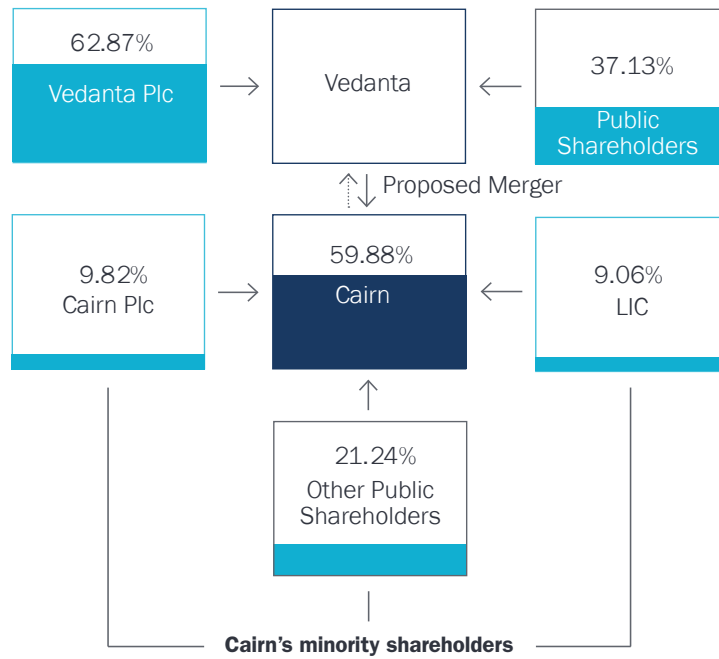 62.87%
Vedanta Plc
Vedanta
37.13%
Public
Shareholders
Proposed Merger
9.82%
Cairn Plc
59.88%
Cairn
9.06%
LIC
21.24%
Other Public
Shareholders
Cairn's minority shareholders